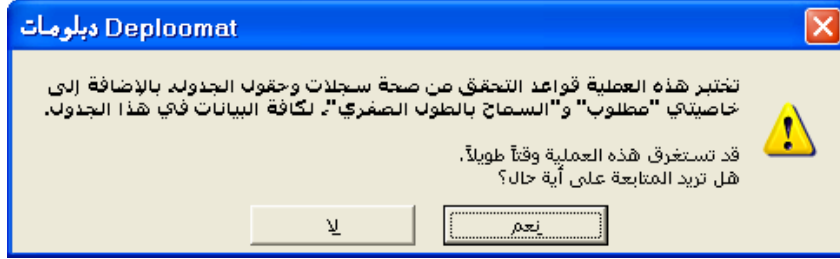 Deploomat دبلومات
تختبر هذه العملية قواعد التحقق من صحة سجلات وحقول الجدول، بالإضافة إلى
خاصيتي "مطلوب" و"السماح بالطول الصفري"، لكافة البيانات في هذا الجدول.
قد تستغرق هذه العملية وقتاً طويلاً.
هل تريد المتابعة على أية حال؟
نعم
لا